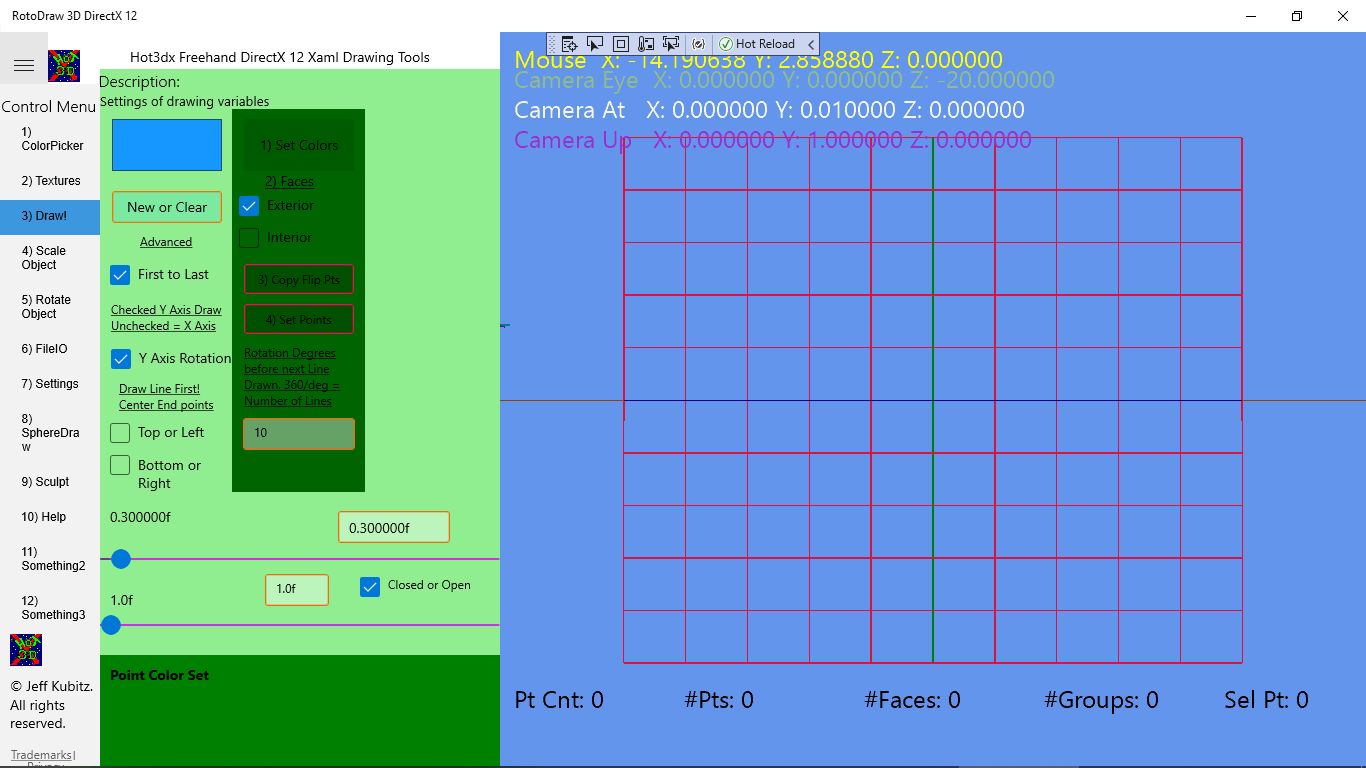 RotoDraw 3D DirectX 12
Hot Reload
Hot3dx Freehand DirectX 12 Xaml Drawing Tools
HOT
3D
Control Menu
1)
ColorPicker
2) Textures
3) Draw!
4) Scale
Object
5) Rotate
Object
6) FileIO
7) Settings
8)
SphereDra
w
9) Sculpt
10) Help
11)
Something2
12)
Something3
HOT
3D
© Jeff Kubitz.
All rights
reserved.
Trademarks|
Privacy
Description:
Settings of drawing variables
New or Clear
Advanced
First to Last
Checked Y Axis Draw
Unchecked = X Axis
Y Axis Rotation
Draw Line First!
Center End points
Top or Left
Bottom or
Right
1) Set Colors
2) Faces
Exterior
Interior
3) Copy Flip Pts
4) Set Points
Rotation Degrees
before next Line
Drawn. 360/deg =
Number of Lines
10
0.300000f
0.300000f
1.0f
Closed or Open
1.0f
Point Color Set
Mouse X: -14.190638 Y: 2.858880 Z: 0.000000
Camera Eye X: 0.000000 Y: 0.000000 Z: -20.000000
Camera At X: 0.000000 Y: 0.010000 Z: 0.000000
Camera Up X: 0.000000 Y: 1.000000 Z: 0.000000
Pt Cnt: 0 #Pts: 0 #Faces: 0 #Groups: 0 Sel Pt: 0